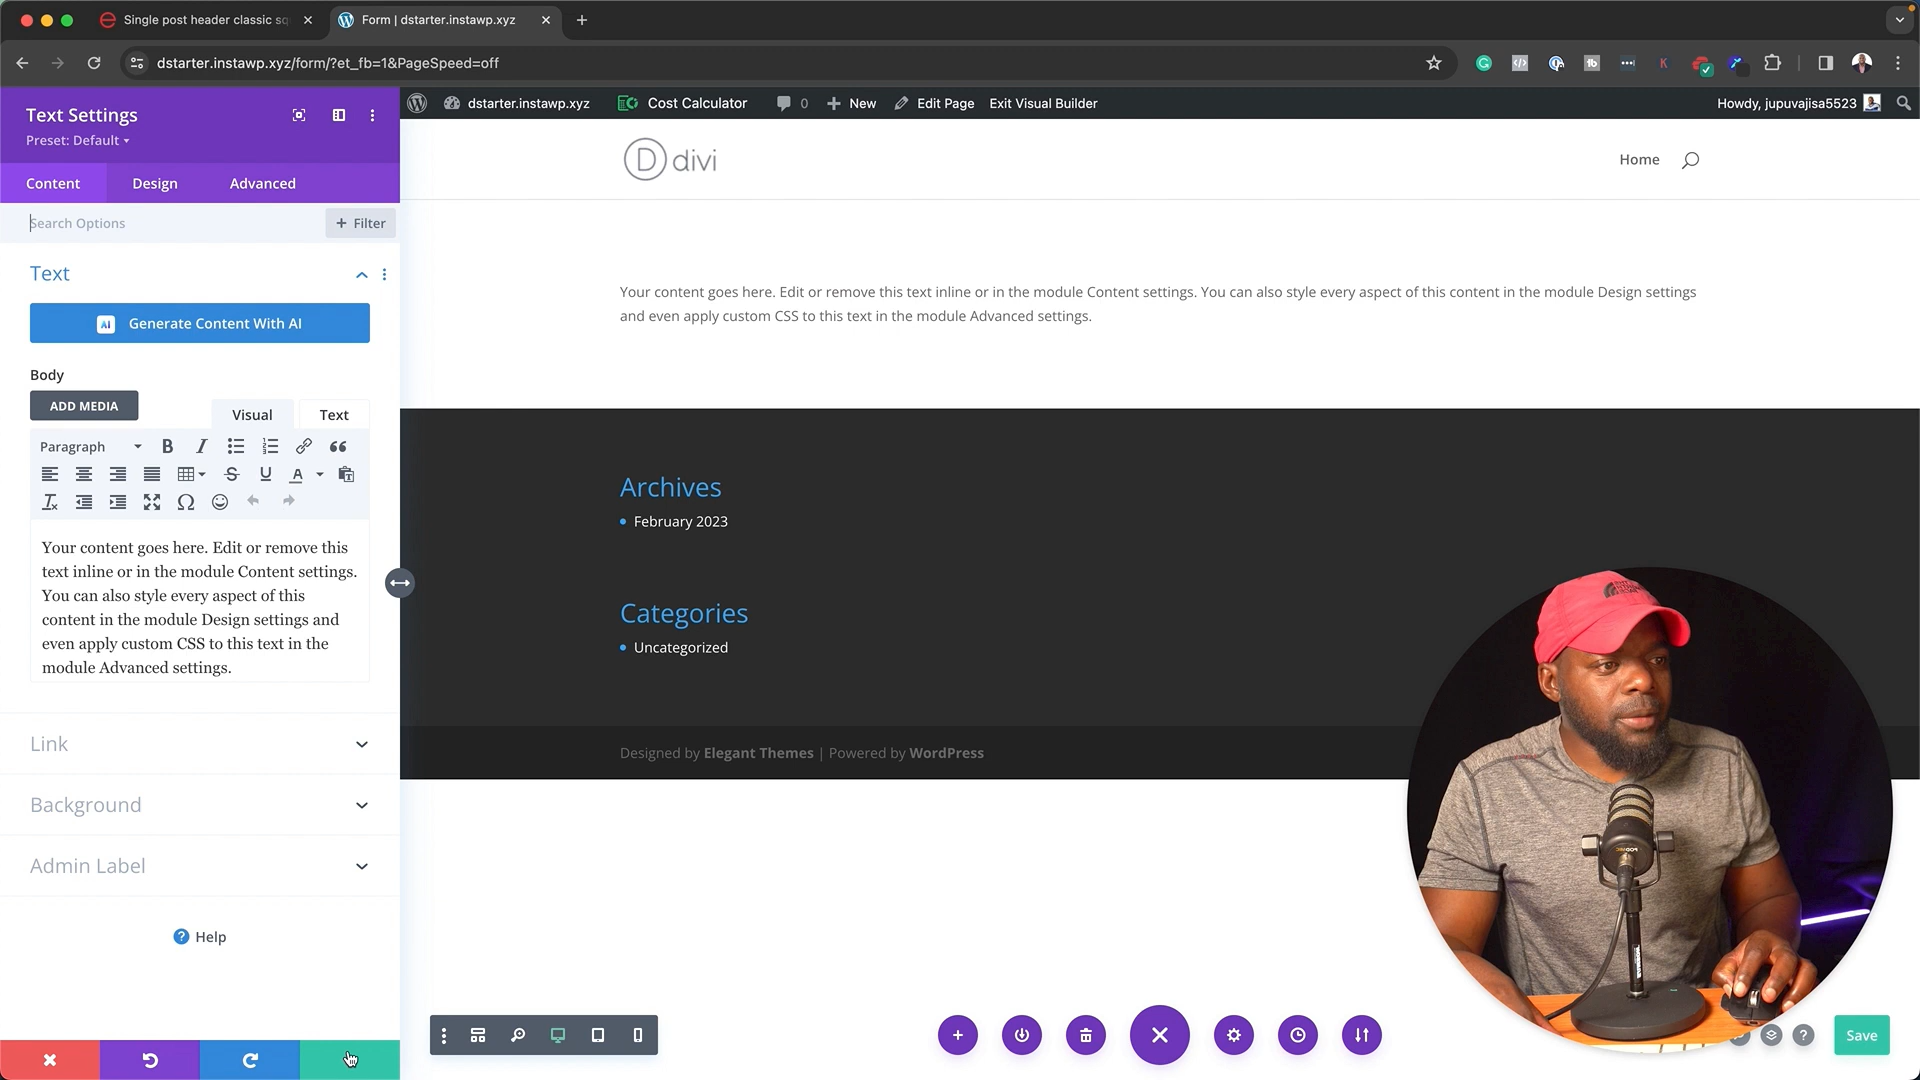 Single post header classic sq
Form | dstarter.instawp.xyz
dstarter.instawp.xyz/form/?et_fb=1&PageSpeed=off
Text Settings
Preset: Default
Content
Design
Advanced
Search Options
+ Filter
Text
AI Generate Content With AI
Body
ADD MEDIA
Visual
Text
Paragraph
Your content goes here. Edit or remove this
text inline or in the module Content settings.
You can also style every aspect of this
content in the module Design settings and
even apply custom CSS to this text in the
module Advanced settings.
Link
Background
Admin Label
Help
dstarter.instawp.xyz
Cost Calculator
0
New
Edit Page
Exit Visual Builder
Howdy, jupuvajisa5523
D divi
Home
Your content goes here. Edit or remove this text inline or in the module Content settings. You can also style every aspect of this content in the module Design settings
and even apply custom CSS to this text in the module Advanced settings.
Archives
February 2023
Categories
Uncategorized
Designed by Elegant Themes | Powered by WordPress
Save